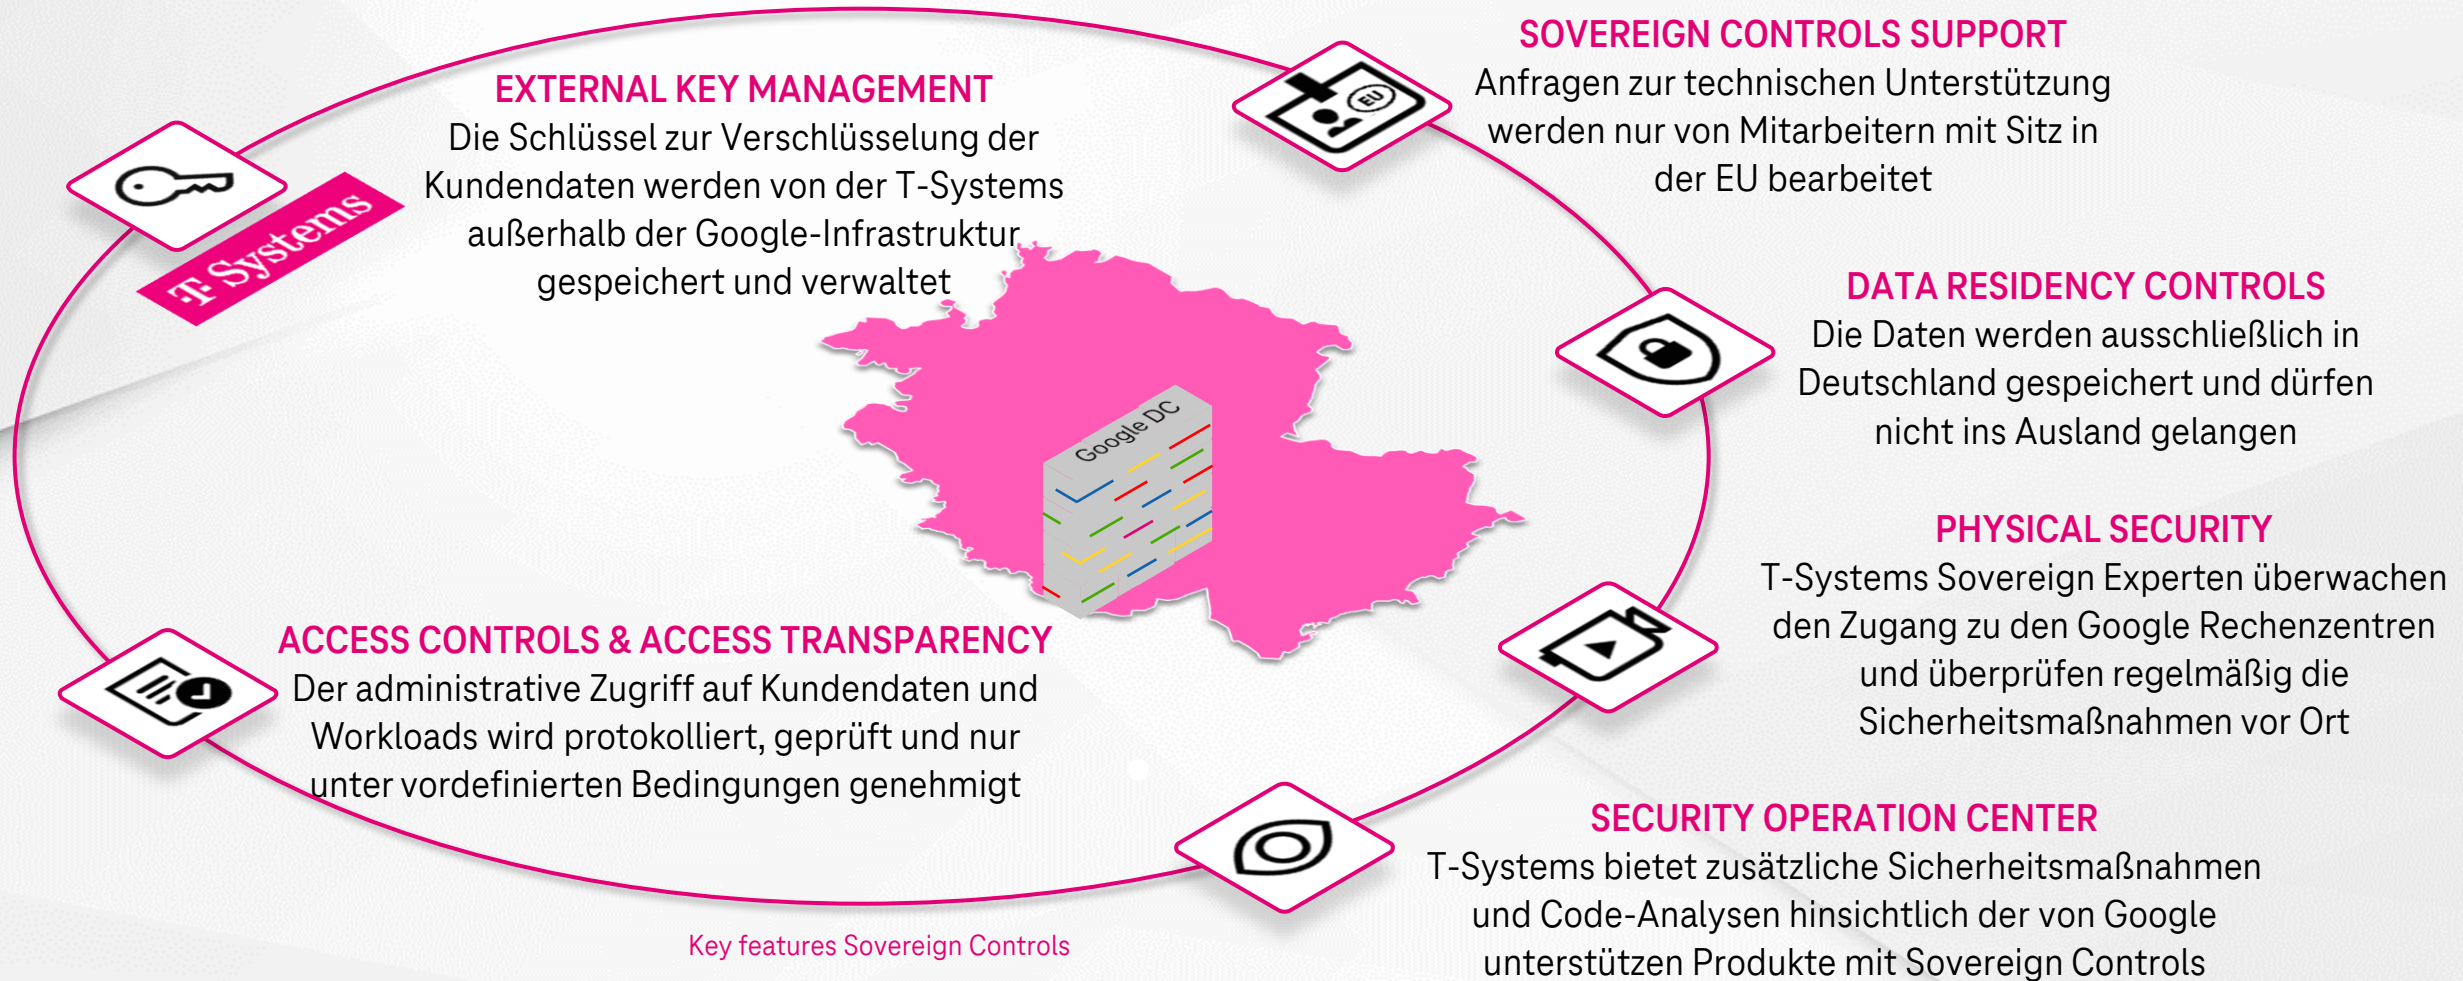 EXTERNAL KEY MANAGEMENT
Die Schlüssel zur Verschlüsselung der
Kundendaten werden von der T-Systems
außerhalb der Google-Infrastruktur
gespeichert und verwaltet
T Systems
SOVEREIGN CONTROLS SUPPORT
Anfragen zur technischen Unterstützung
werden nur von Mitarbeitern mit Sitz in
der EU bearbeitet
EU
DATA RESIDENCY CONTROLS
Die Daten werden ausschließlich in
Deutschland gespeichert und dürfen
nicht ins Ausland gelangen
Google DC
PHYSICAL SECURITY
T-Systems Sovereign Experten überwachen
den Zugang zu den Google Rechenzentren
und überprüfen regelmäßig die
Sicherheitsmaßnahmen vor Ort
ACCESS CONTROLS & ACCESS TRANSPARENCY
Der administrative Zugriff auf Kundendaten und
Workloads wird protokolliert, geprüft und nur
unter vordefinierten Bedingungen genehmigt
SECURITY OPERATION CENTER
T-Systems bietet zusätzliche Sicherheitsmaßnahmen
und Code-Analysen hinsichtlich der von Google
unterstützen Produkte mit Sovereign Controls
Key features Sovereign Controls